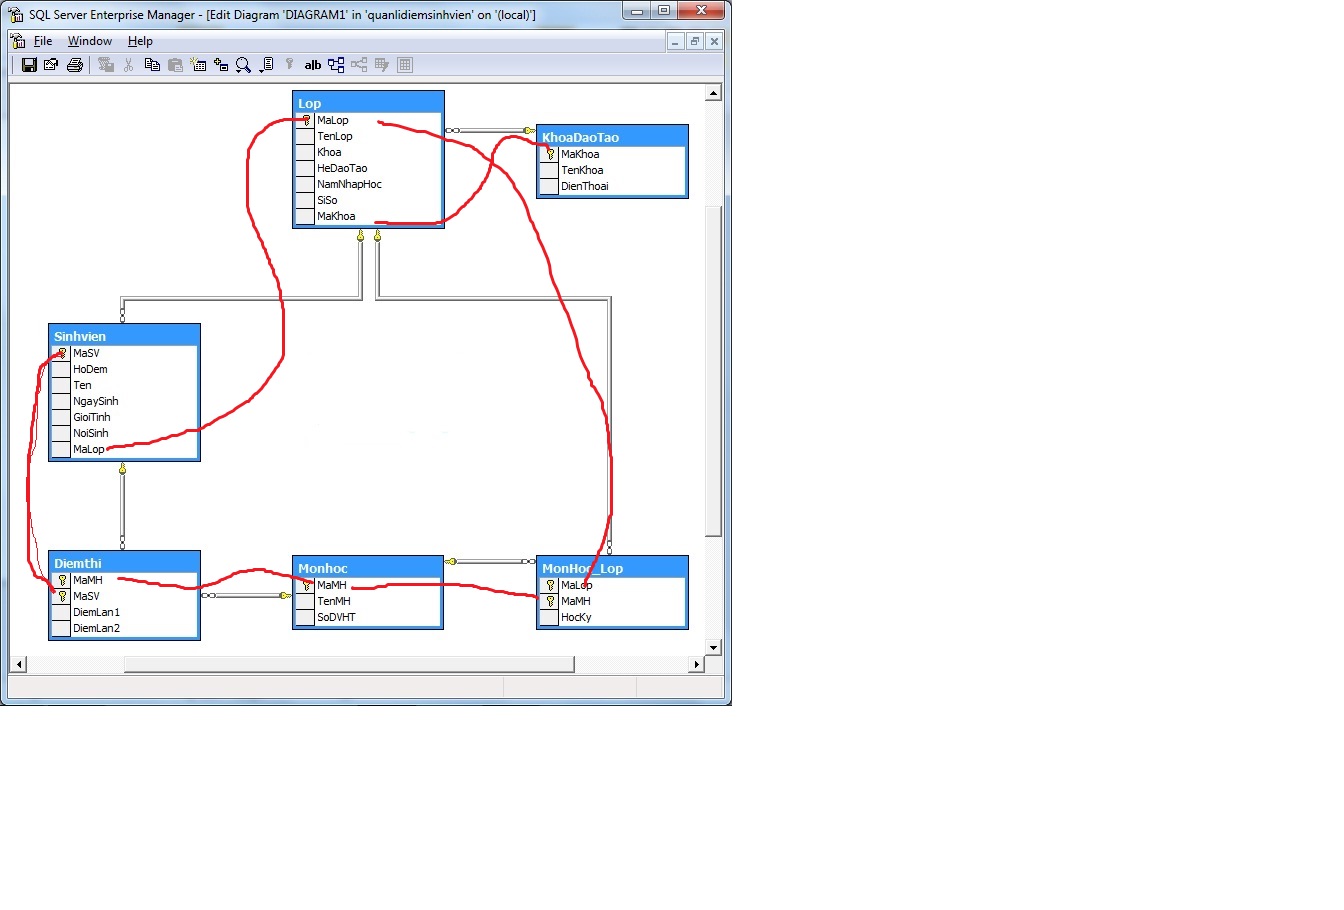 SQL Server Enterprise Manager - [Edit Diagram 'DIAGRAM1' in 'quanlidiemsinhvien' on '(local)']
File Window Help
a|b
Lop
MaLop
TenLop
Khoa
HeDaoTao
NamNhapHoc
SiSo
MaKhoa
KhoaDaoTao
MaKhoa
TenKhoa
DienThoai
Sinhvien
MaSV
HoDem
Ten
NgaySinh
GioiTinh
NoiSinh
MaLop
Diemthi
MaMH
MaSV
DiemLan1
DiemLan2
Monhoc
MaMH
TenMH
SoDVHT
MonHoc_Lop
MaLop
MaMH
HocKy